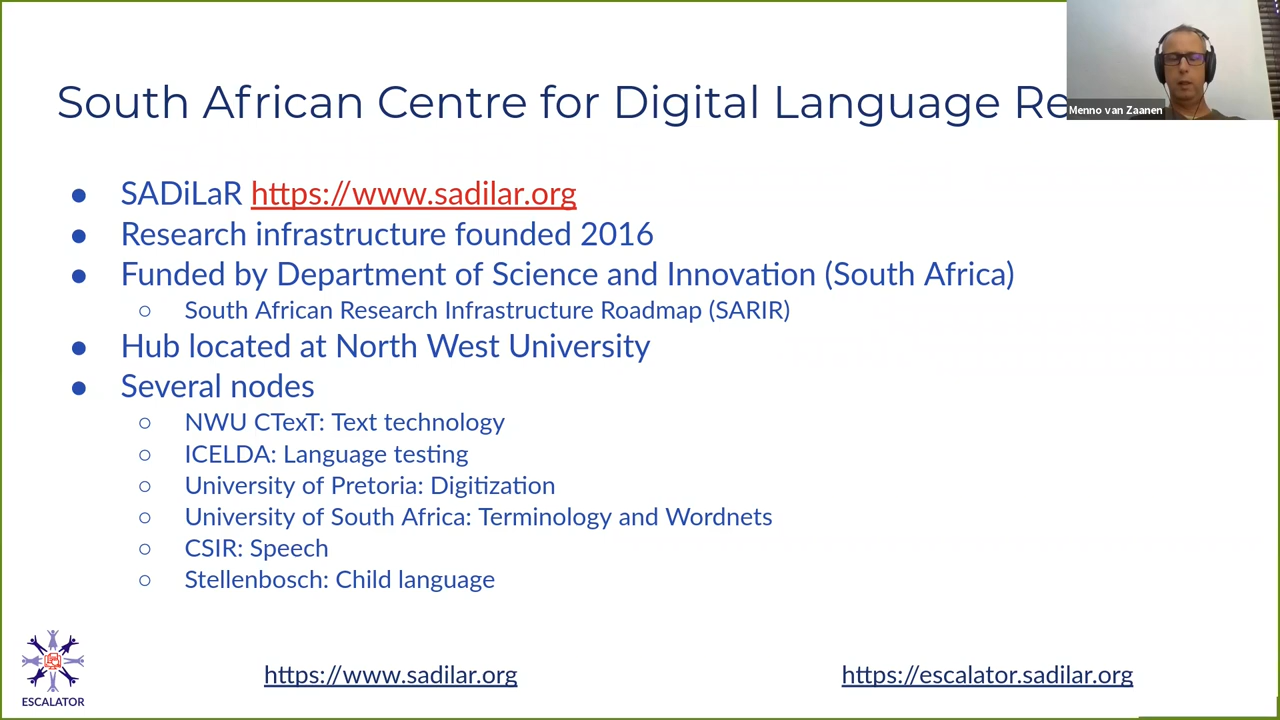 South African Centre for Digital Language Re
Menno van Zaanen
● SADiLaR https://www.sadilar.org
● Research infrastructure founded 2016
● Funded by Department of Science and Innovation (South Africa)
○ South African Research Infrastructure Roadmap (SARIR)
● Hub located at North West University
● Several nodes
○ NWU CTexT: Text technology
○ ICELDA: Language testing
○ University of Pretoria: Digitization
○ University of South Africa: Terminology and Wordnets
○ CSIR: Speech
○ Stellenbosch: Child language
ESCALATOR
https://www.sadilar.org
https://escalator.sadilar.org